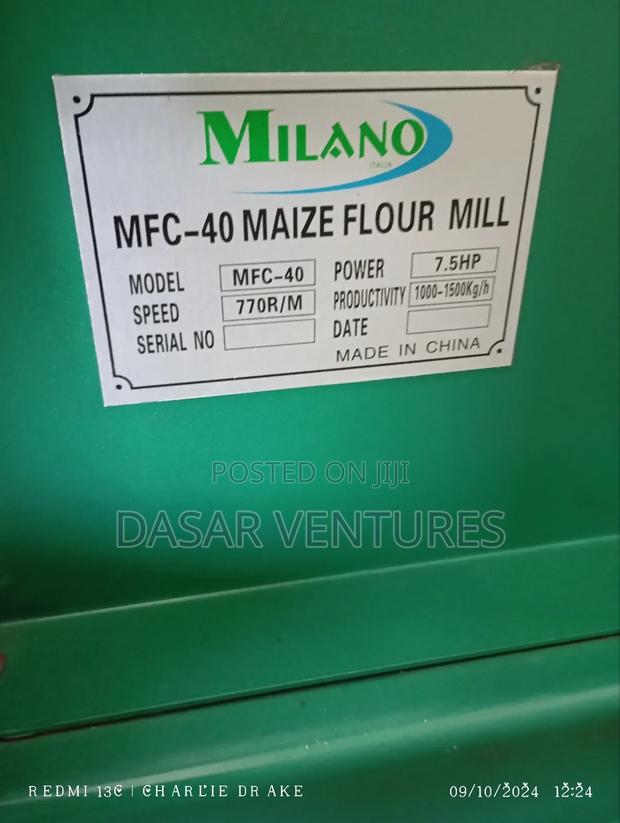 MILANO
ITALIA
MFC-40 MAIZE FLOUR MILL
MODEL MFC-40 POWER 7.5HP
SPEED 770R/M PRODUCTIVITY 1000-1500Kg/h
SERIAL NO DATE
MADE IN CHINA
POSTED ON JIJI
DASAR VENTURES
REDMI 13C | CHARLIE DRAKE 09/10/2024 12:24